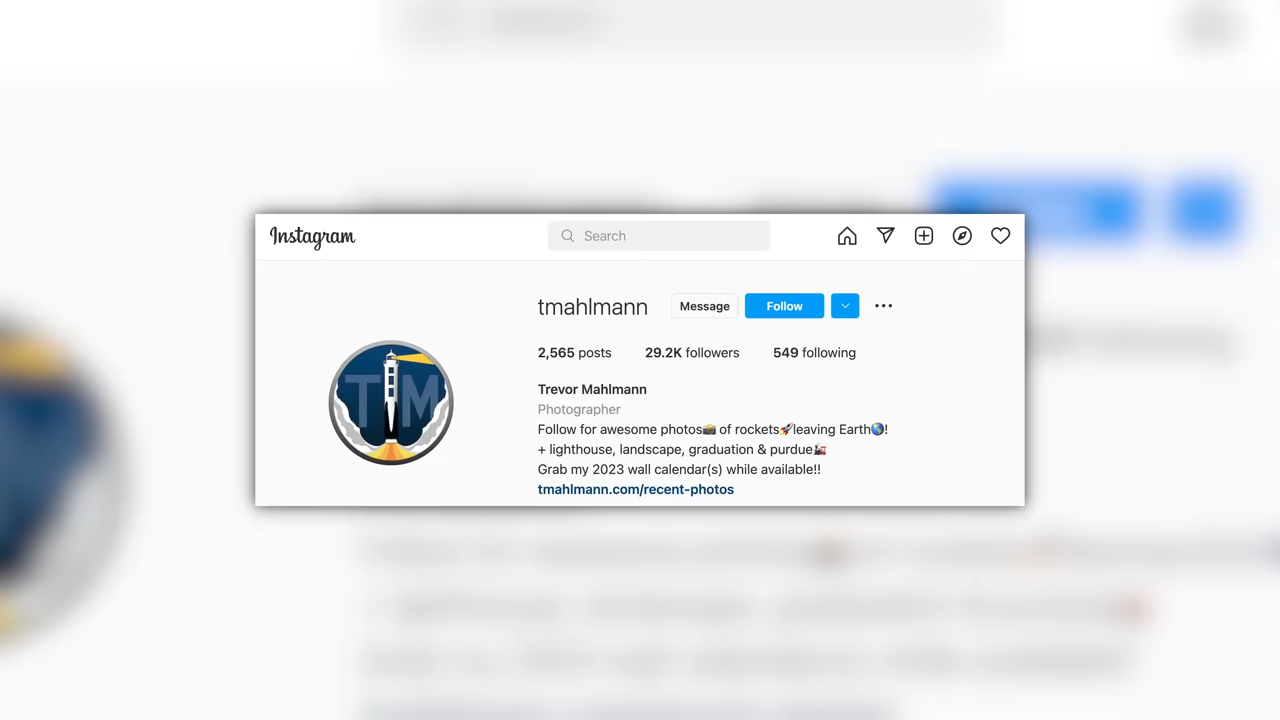 Instagram
Search
tmahlmann
Message
Follow
2,565 posts 29.2K followers 549 following
TM
Trevor Mahlmann
Photographer
Follow for awesome photos📸 of rockets🚀leaving Earth🌎!
+ lighthouse, landscape, graduation & purdue🚂
Grab my 2023 wall calendar(s) while available!!
tmahlmann.com/recent-photos